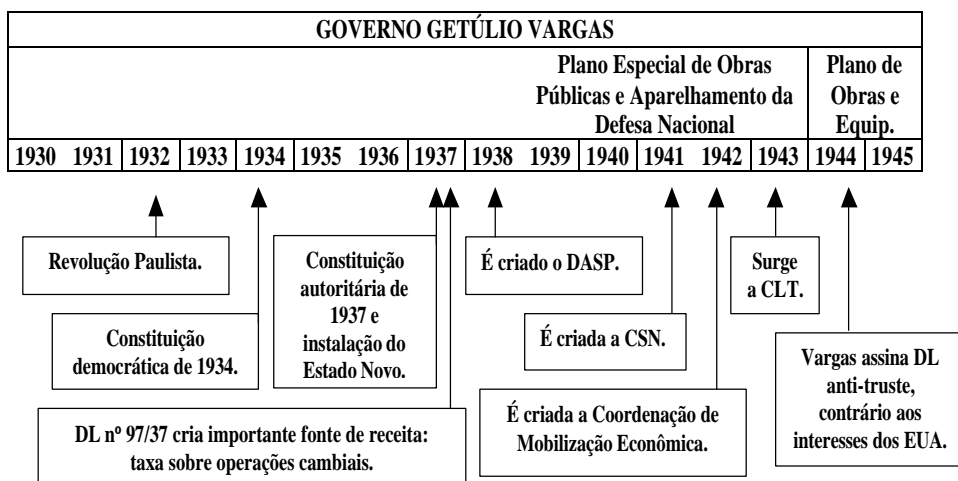 GOVERNO GETÚLIO VARGAS
Plano Especial de Obras
Públicas e Aparelhamento da
Defesa Nacional
Plano de
Obras e
Equip.
1930 1931 1932 1933 1934 1935 1936 1937 1938 1939 1940 1941 1942 1943 1944 1945
Revolução Paulista.
Constituição
democrática de 1934.
Constituição
autoritária de
1937 e
instalação do
Estado Novo.
DL nº 97/37 cria importante fonte de receita:
taxa sobre operações cambiais.
É criado o DASP.
É criada a CSN.
É criada a Coordenação de
Mobilização Econômica.
Surge
a CLT.
Vargas assina DL
anti-truste,
contrário aos
interesses dos EUA.